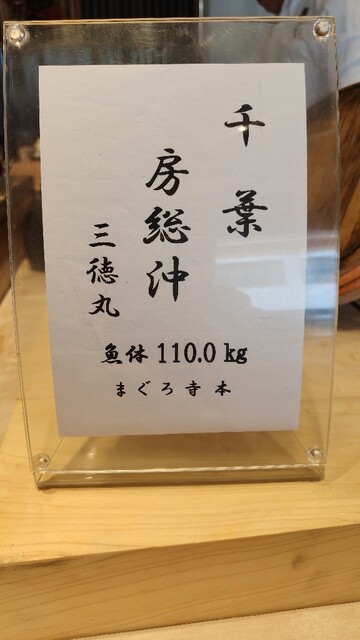 千葉
房総沖
三徳丸
魚体 110.0 kg
まぐろ寺本